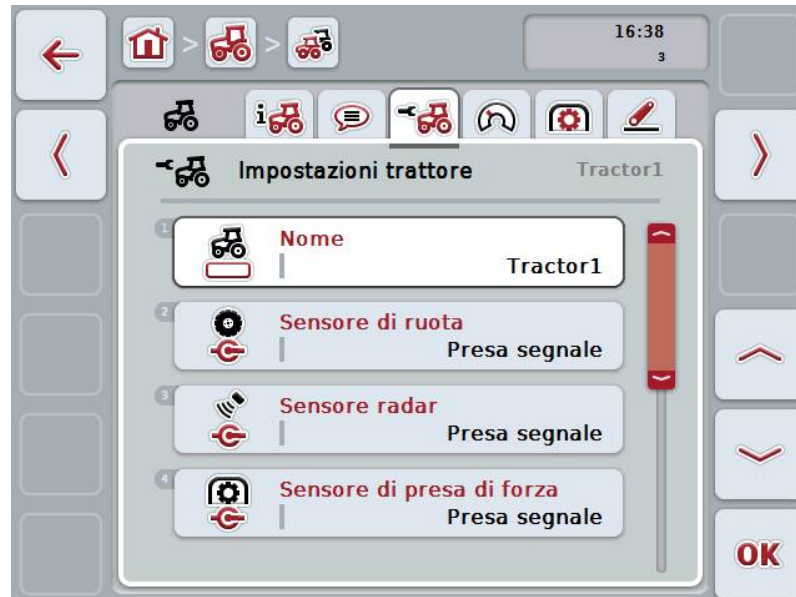 16:38
3
i
Impostazioni trattore
Tractor1
1
Nome
Tractor1
2
Sensore di ruota
Presa segnale
3
Sensore radar
Presa segnale
4
Sensore di presa di forza
Presa segnale
OK